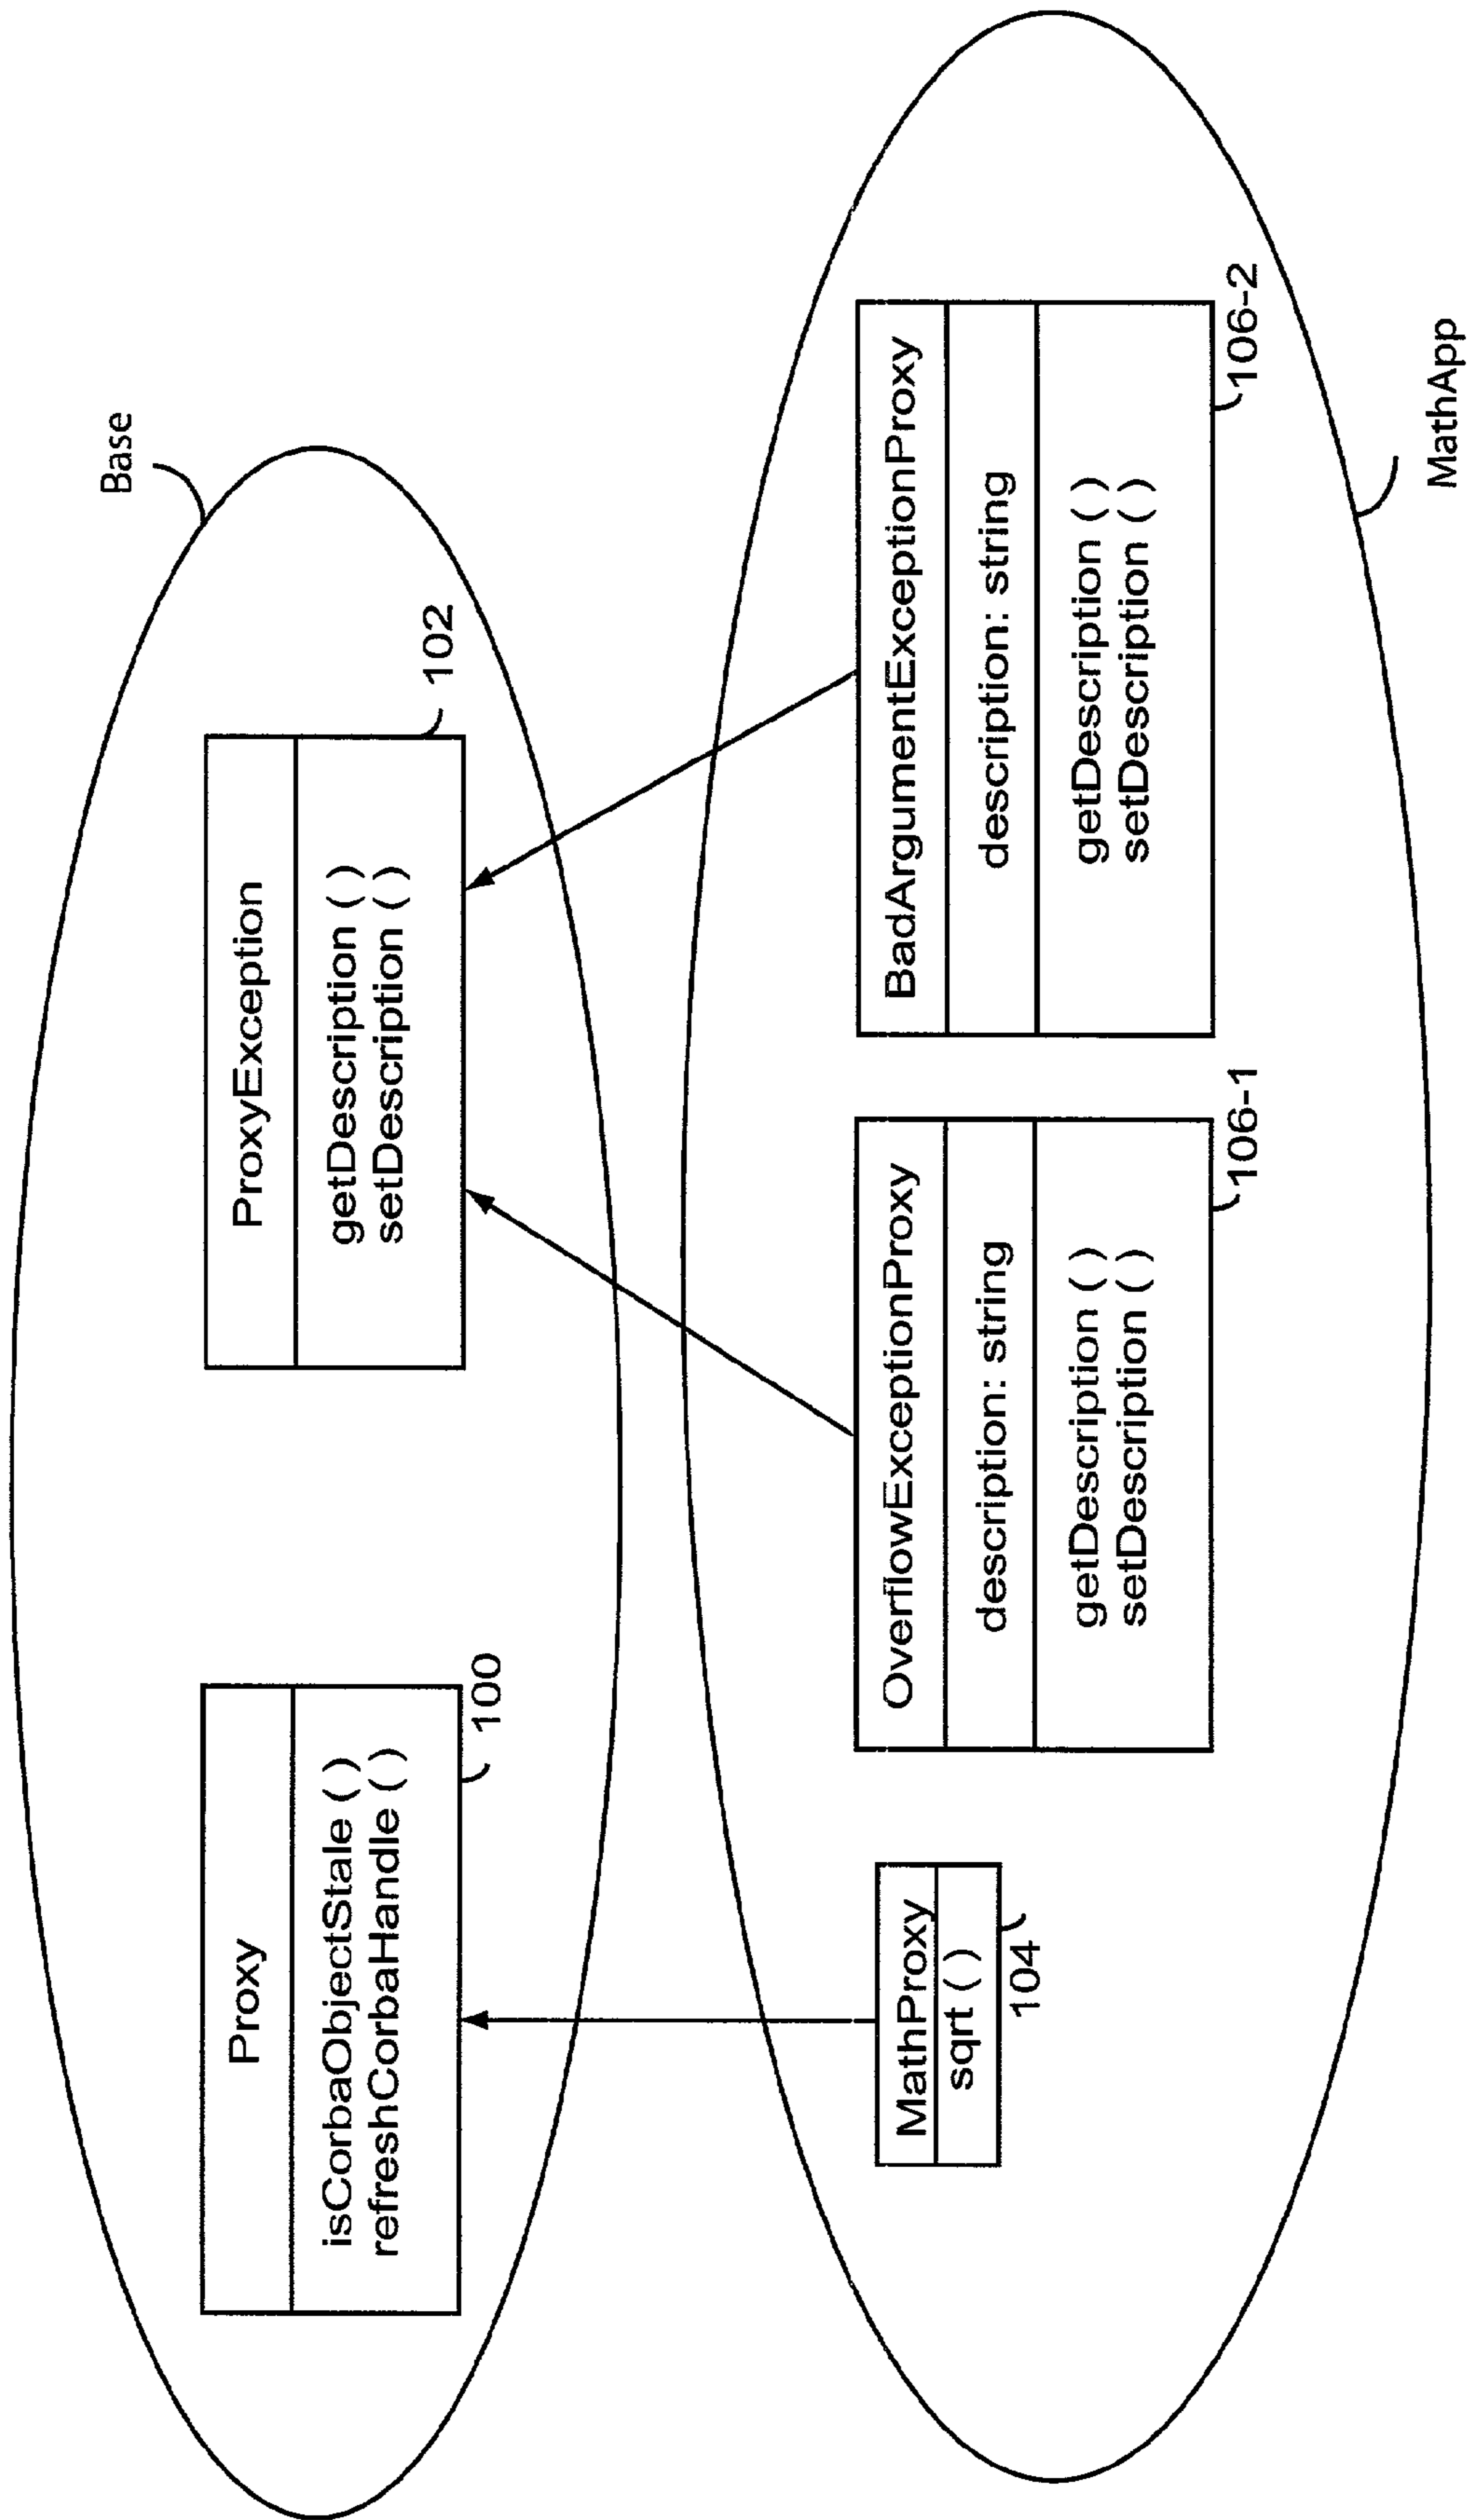 Base
Proxy
isCorbaObjectStale ( )
refreshCorbaHandle ( )
100
ProxyException
getDescription ( )
setDescription ( )
102
MathProxy
sqrt ( )
104
OverflowExceptionProxy
description: string
getDescription ( )
setDescription ( )
106-1
BadArgumentExceptionProxy
description: string
getDescription ( )
setDescription ( )
106-2
MathApp